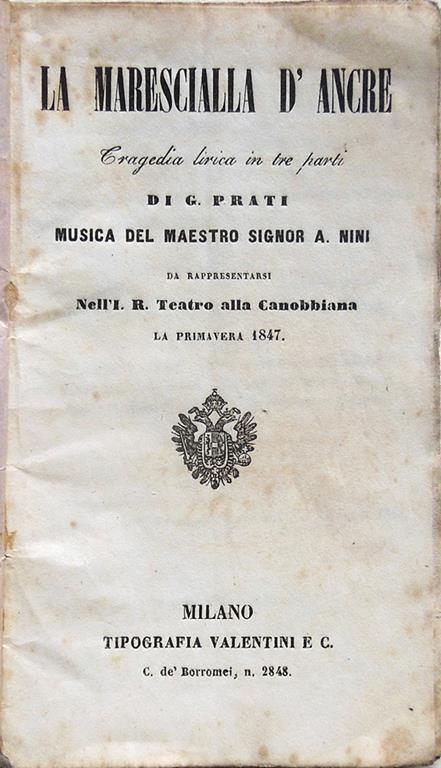 LA MARESCIALLA D' ANCRE
Tragedia lirica in tre parti
DI G. PRATI
MUSICA DEL MAESTRO SIGNOR A. NINI
DA RAPPRESENTARSI
Nell'I. R. Teatro alla Canobbiana
LA PRIMAVERA 1847.
MILANO
TIPOGRAFIA VALENTINI E C.
C. de' Borromei, n. 2848.